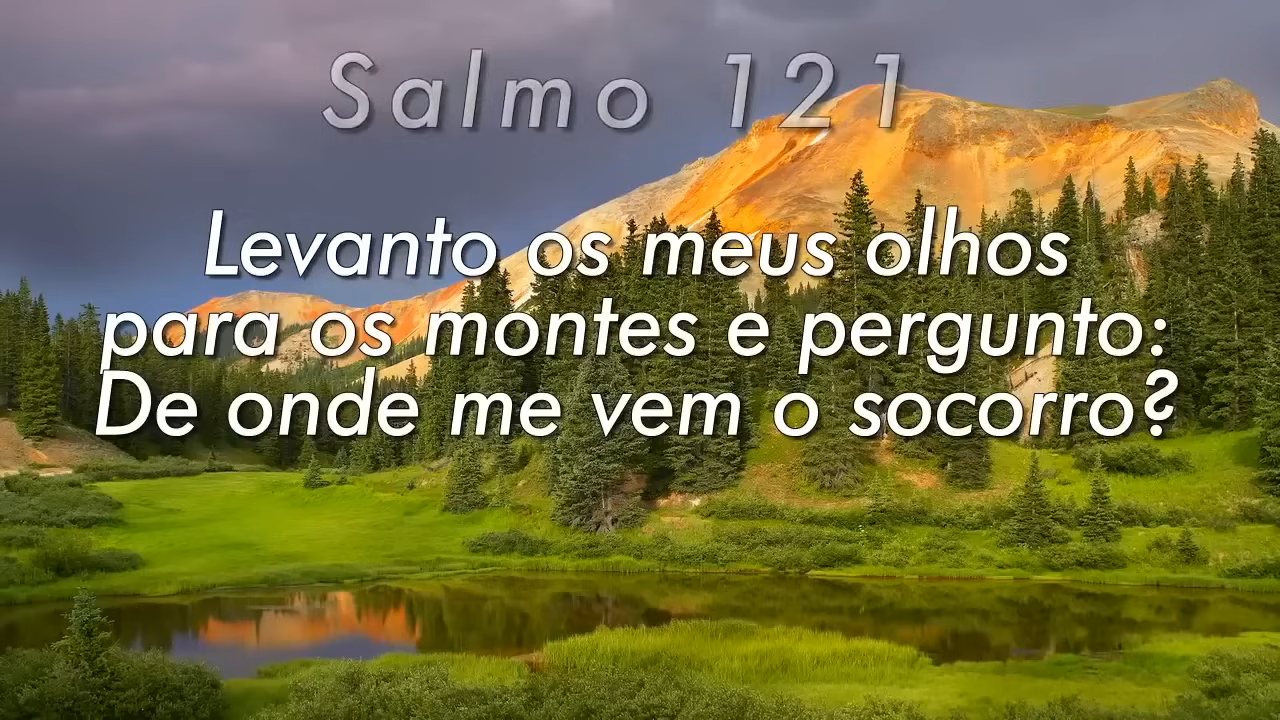 Salmo 121
Levanto os meus olhos
para os montes e pergunto:
De onde me vem o socorro?